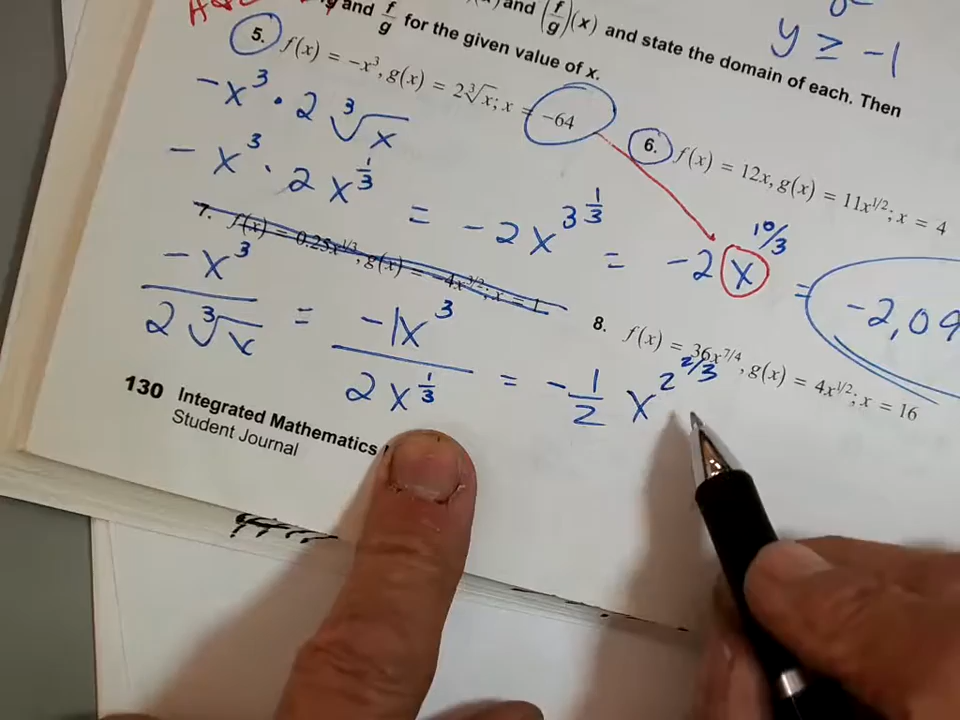 and f/g for the given value of x. and (f/g)(x) and state the domain of each. Then
y ≥ -1
5. f(x) = -x³, g(x) = 2∛x; x = -64
-x³ · 2 ∛x
-x³ · 2x^(1/3) = -2x^(3 1/3) = -2x^(10/3) = -2,09
6. f(x) = 12x, g(x) = 11x^(1/2); x = 4
7. f(x) = 0.25x^(1/3), g(x) = -4x^(3/2); x = 1
-x³ / 2∛x = -1x³ / 2x^(1/3) = -1/2 x^(2 2/3)
8. f(x) = 36x^(7/4), g(x) = 4x^(1/2); x = 16
130 Integrated Mathematics
Student Journal